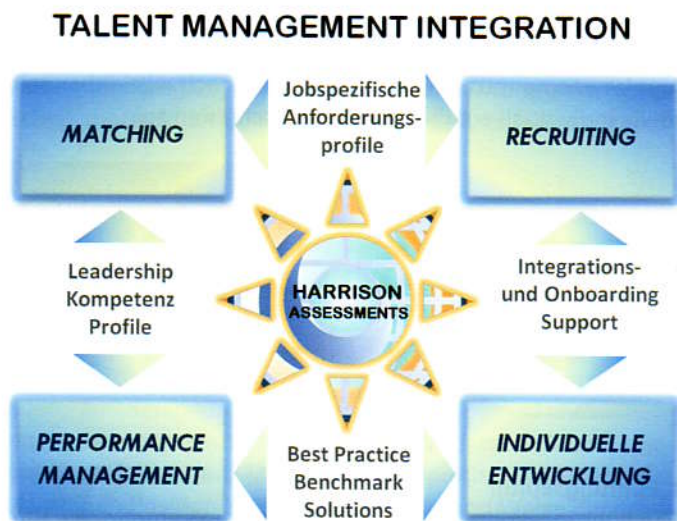 TALENT MANAGEMENT INTEGRATION
MATCHING
Jobspezifische
Anforderungs-
profile
RECRUITING
Leadership
Kompetenz
Profile
HARRISON
ASSESSMENTS
Integrations-
und Onboarding
Support
PERFORMANCE
MANAGEMENT
Best Practice
Benchmark
Solutions
INDIVIDUELLE
ENTWICKLUNG